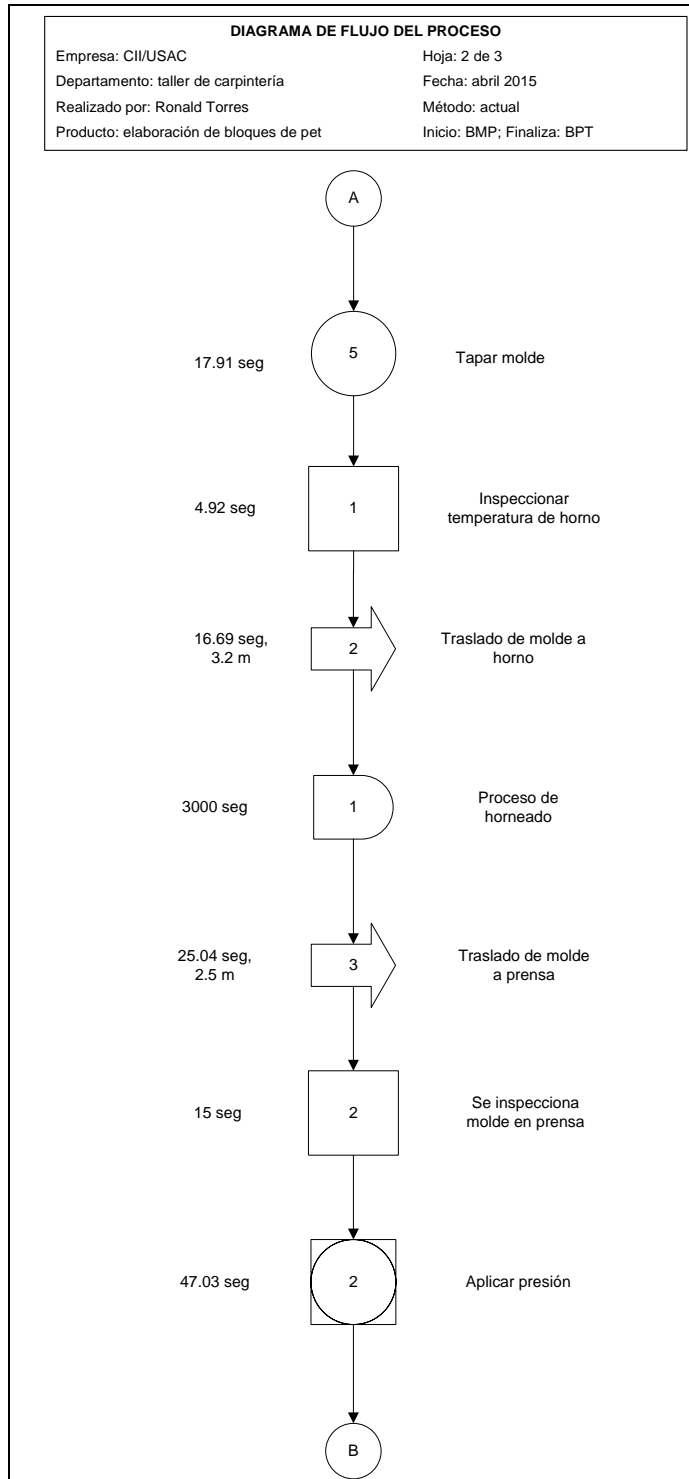 DIAGRAMA DE FLUJO DEL PROCESO
Empresa: CII/USAC
Hoja: 2 de 3
Departamento: taller de carpintería
Fecha: abril 2015
Realizado por: Ronald Torres
Método: actual
Producto: elaboración de bloques de pet
Inicio: BMP; Finaliza: BPT
A
17.91 seg
5
Tapar molde
4.92 seg
1
Inspeccionar
temperatura de horno
16.69 seg,
3.2 m
2
Traslado de molde a
horno
3000 seg
1
Proceso de
horneado
25.04 seg,
2.5 m
3
Traslado de molde
a prensa
15 seg
2
Se inspecciona
molde en prensa
47.03 seg
2
Aplicar presión
B